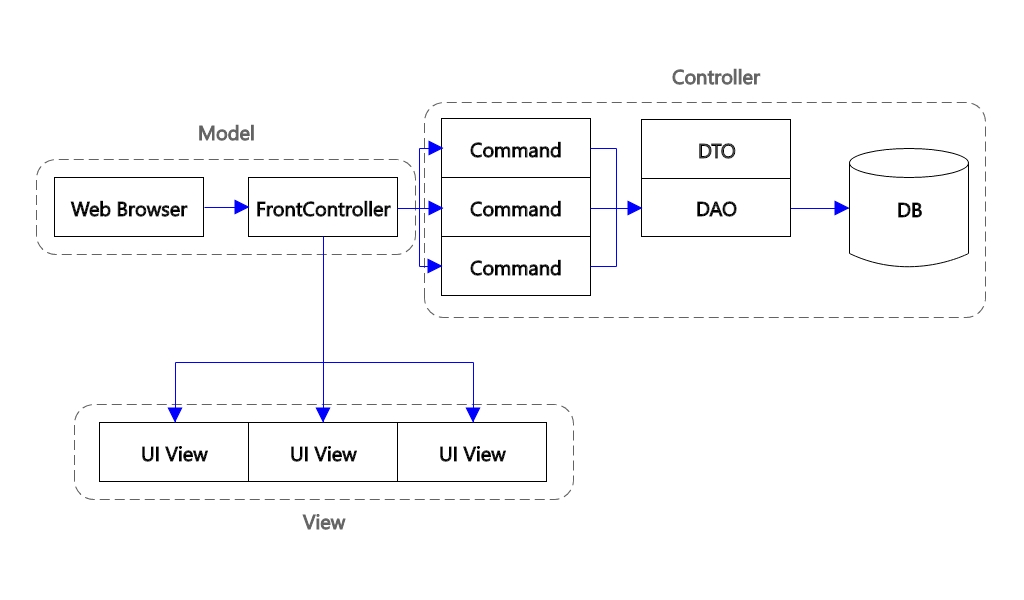 Controller
Model
Command
DTO
Web Browser
FrontController
Command
DAO
DB
Command
UI View
UI View
UI View
View